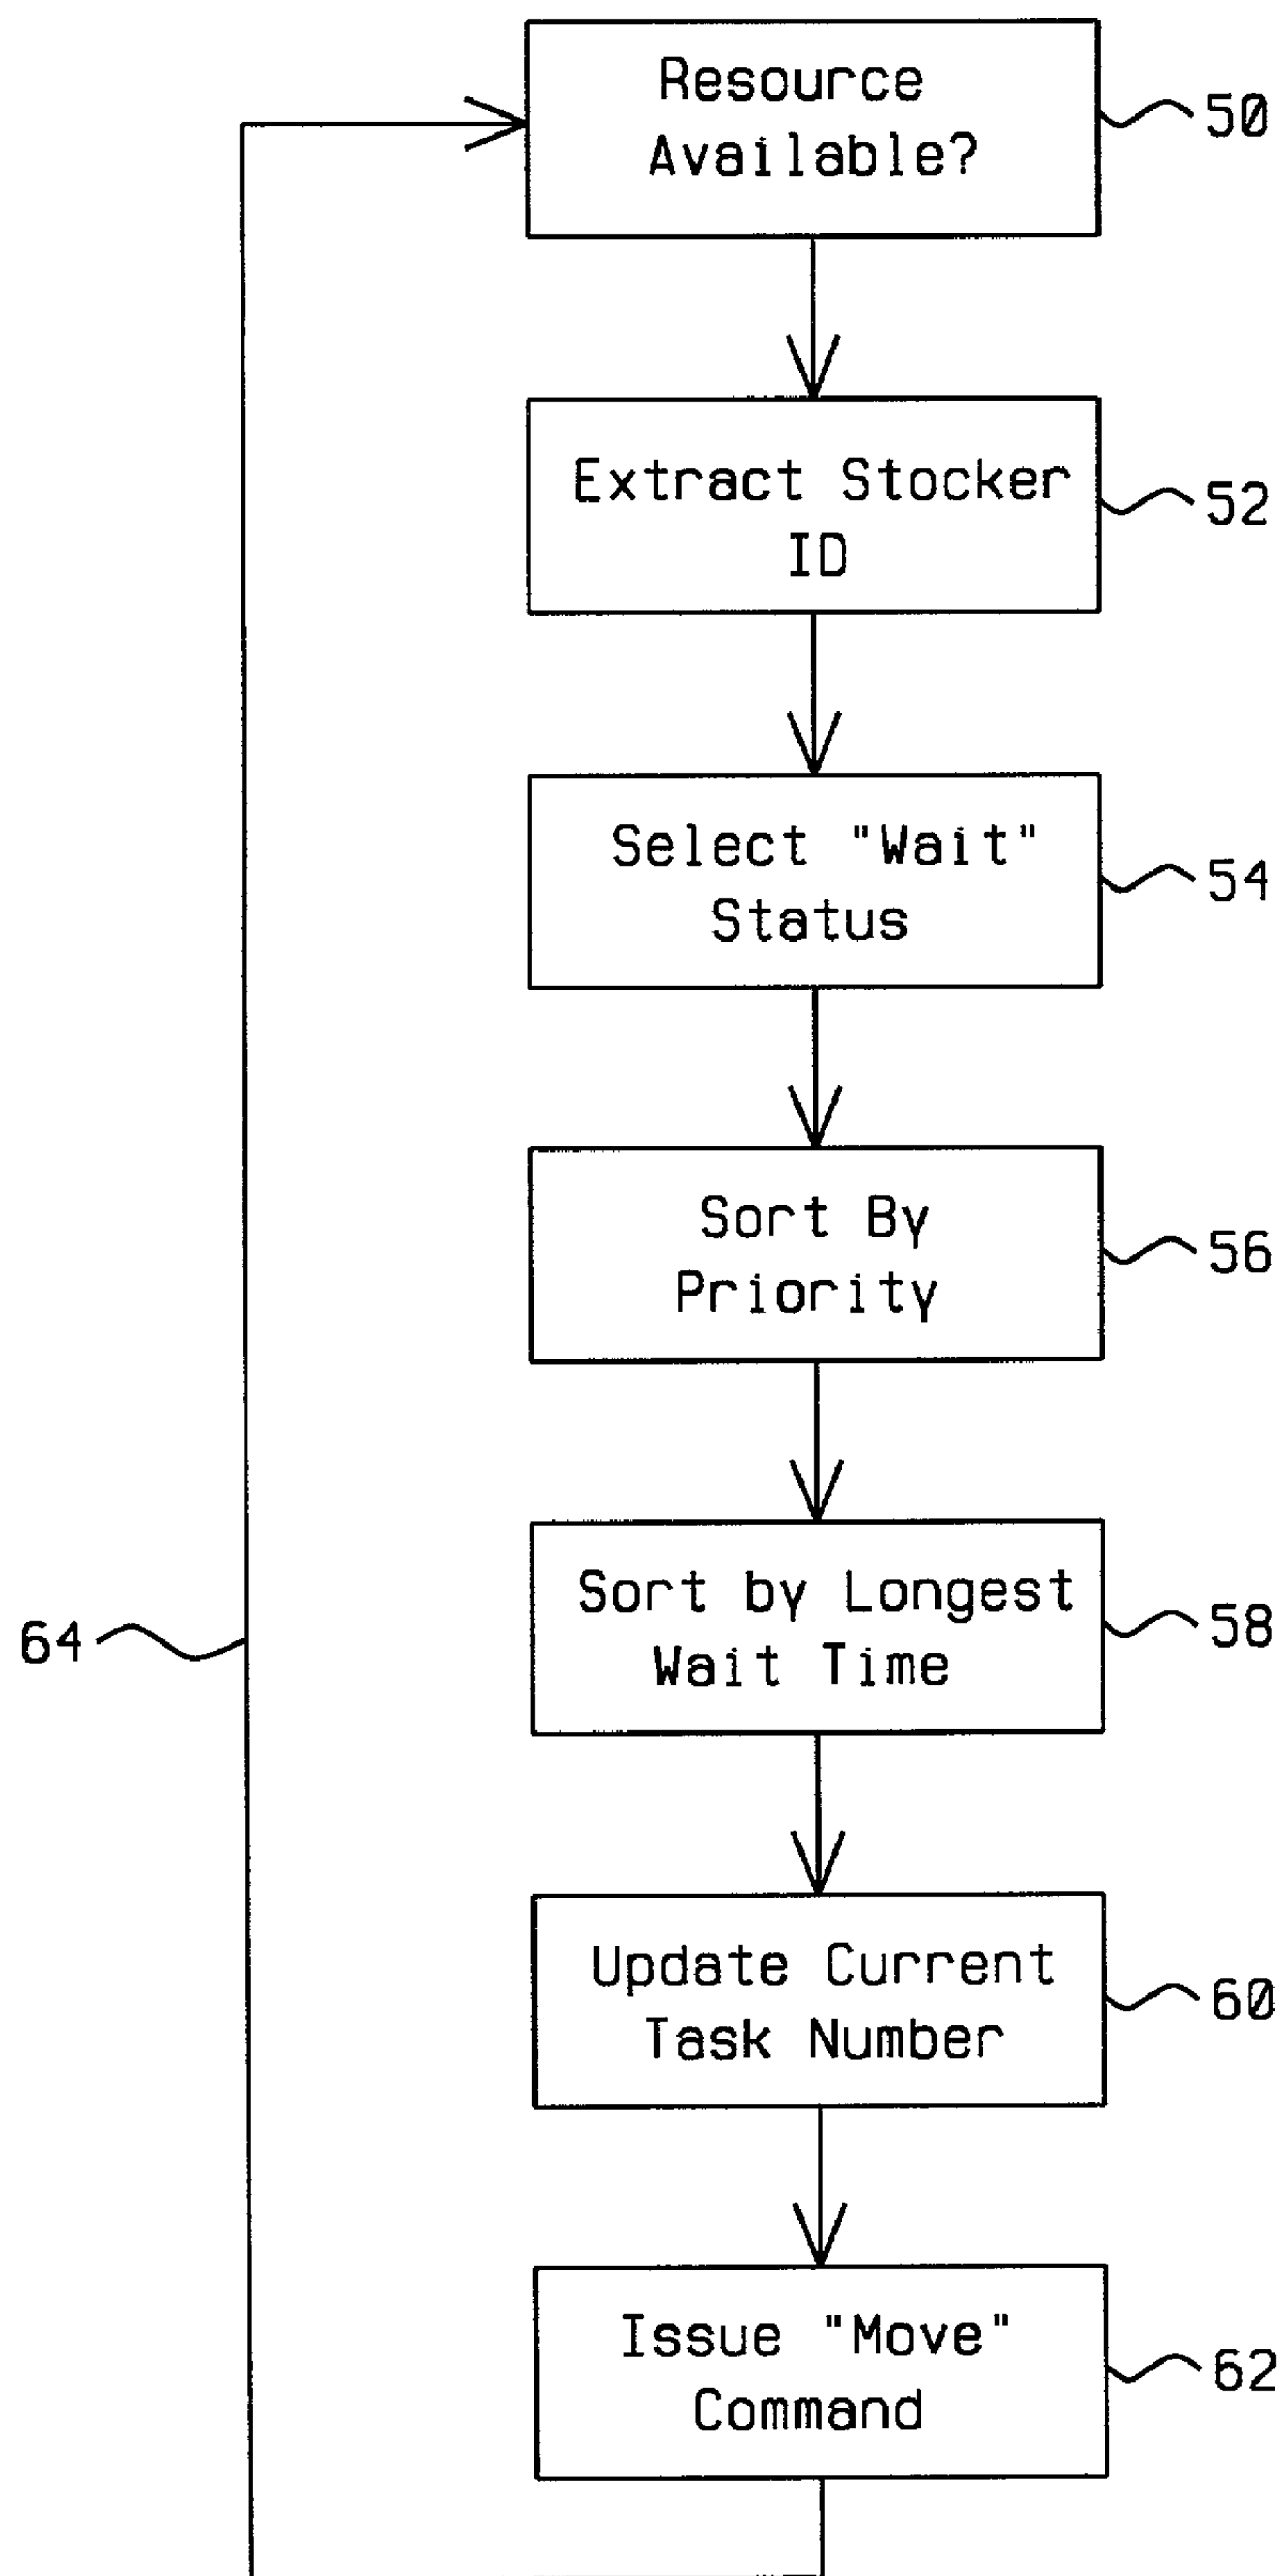 Resource
Available?
50
Extract Stocker
ID
52
Select "Wait"
Status
54
Sort By
Priority
56
Sort by Longest
Wait Time
58
64
Update Current
Task Number
60
Issue "Move"
Command
62